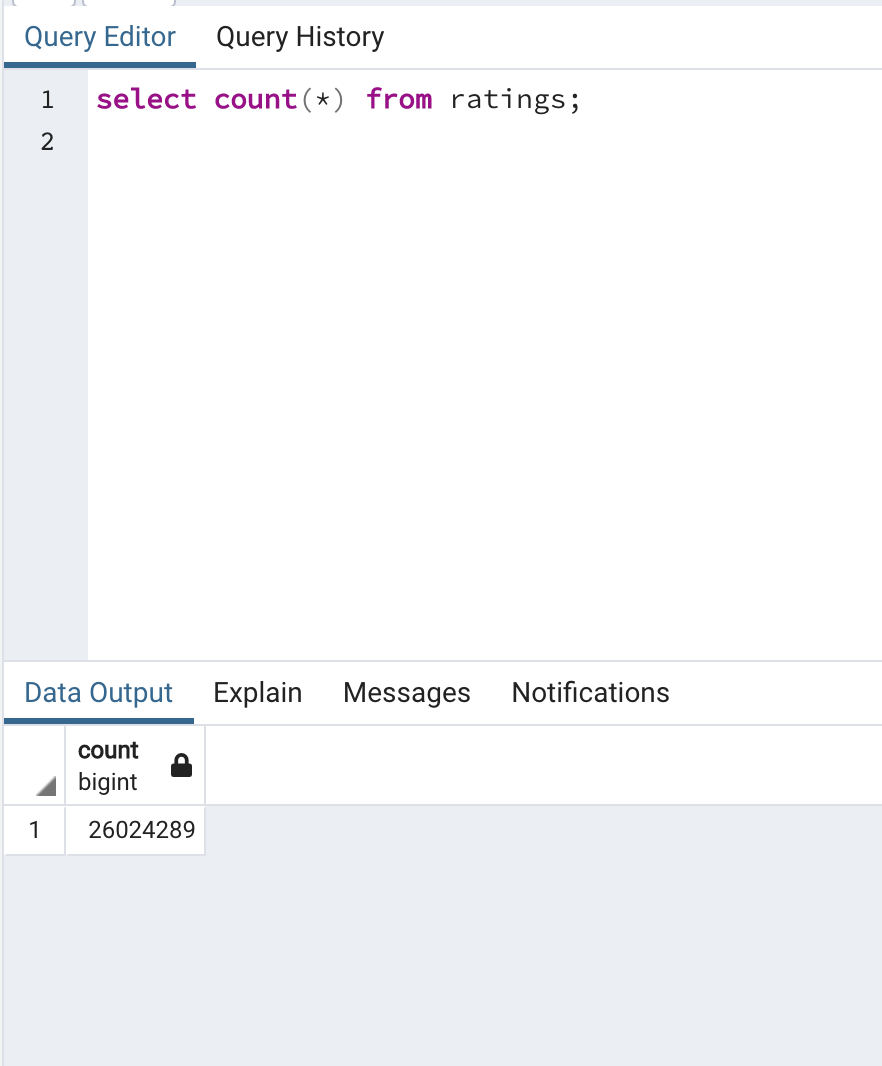 Query Editor Query History
1 select count(*) from ratings;
2
Data Output Explain Messages Notifications
count
bigint
1 26024289